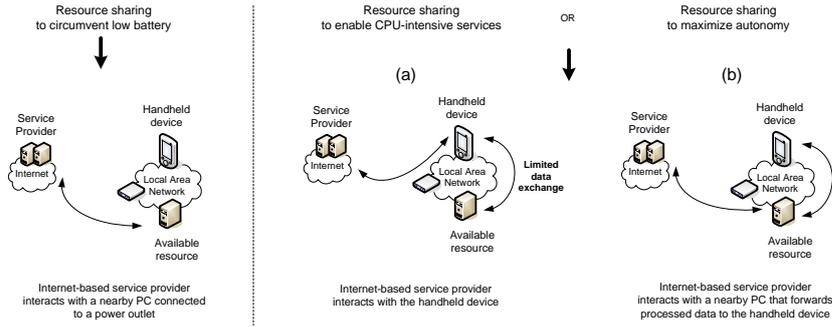 Resource sharing
to circumvent low battery
Service
Provider
Internet
Handheld
device
Local Area
Network
Available
resource
Internet-based service provider
interacts with a nearby PC connected
to a power outlet
Resource sharing
to enable CPU-intensive services
OR
(a)
Service
Provider
Internet
Handheld
device
Local Area
Network
Limited
data
exchange
Available
resource
Internet-based service provider
interacts with the handheld device
Resource sharing
to maximize autonomy
(b)
Service
Provider
Internet
Handheld
device
Local Area
Network
Available
resource
Internet-based service provider
interacts with a nearby PC that forwards
processed data to the handheld device